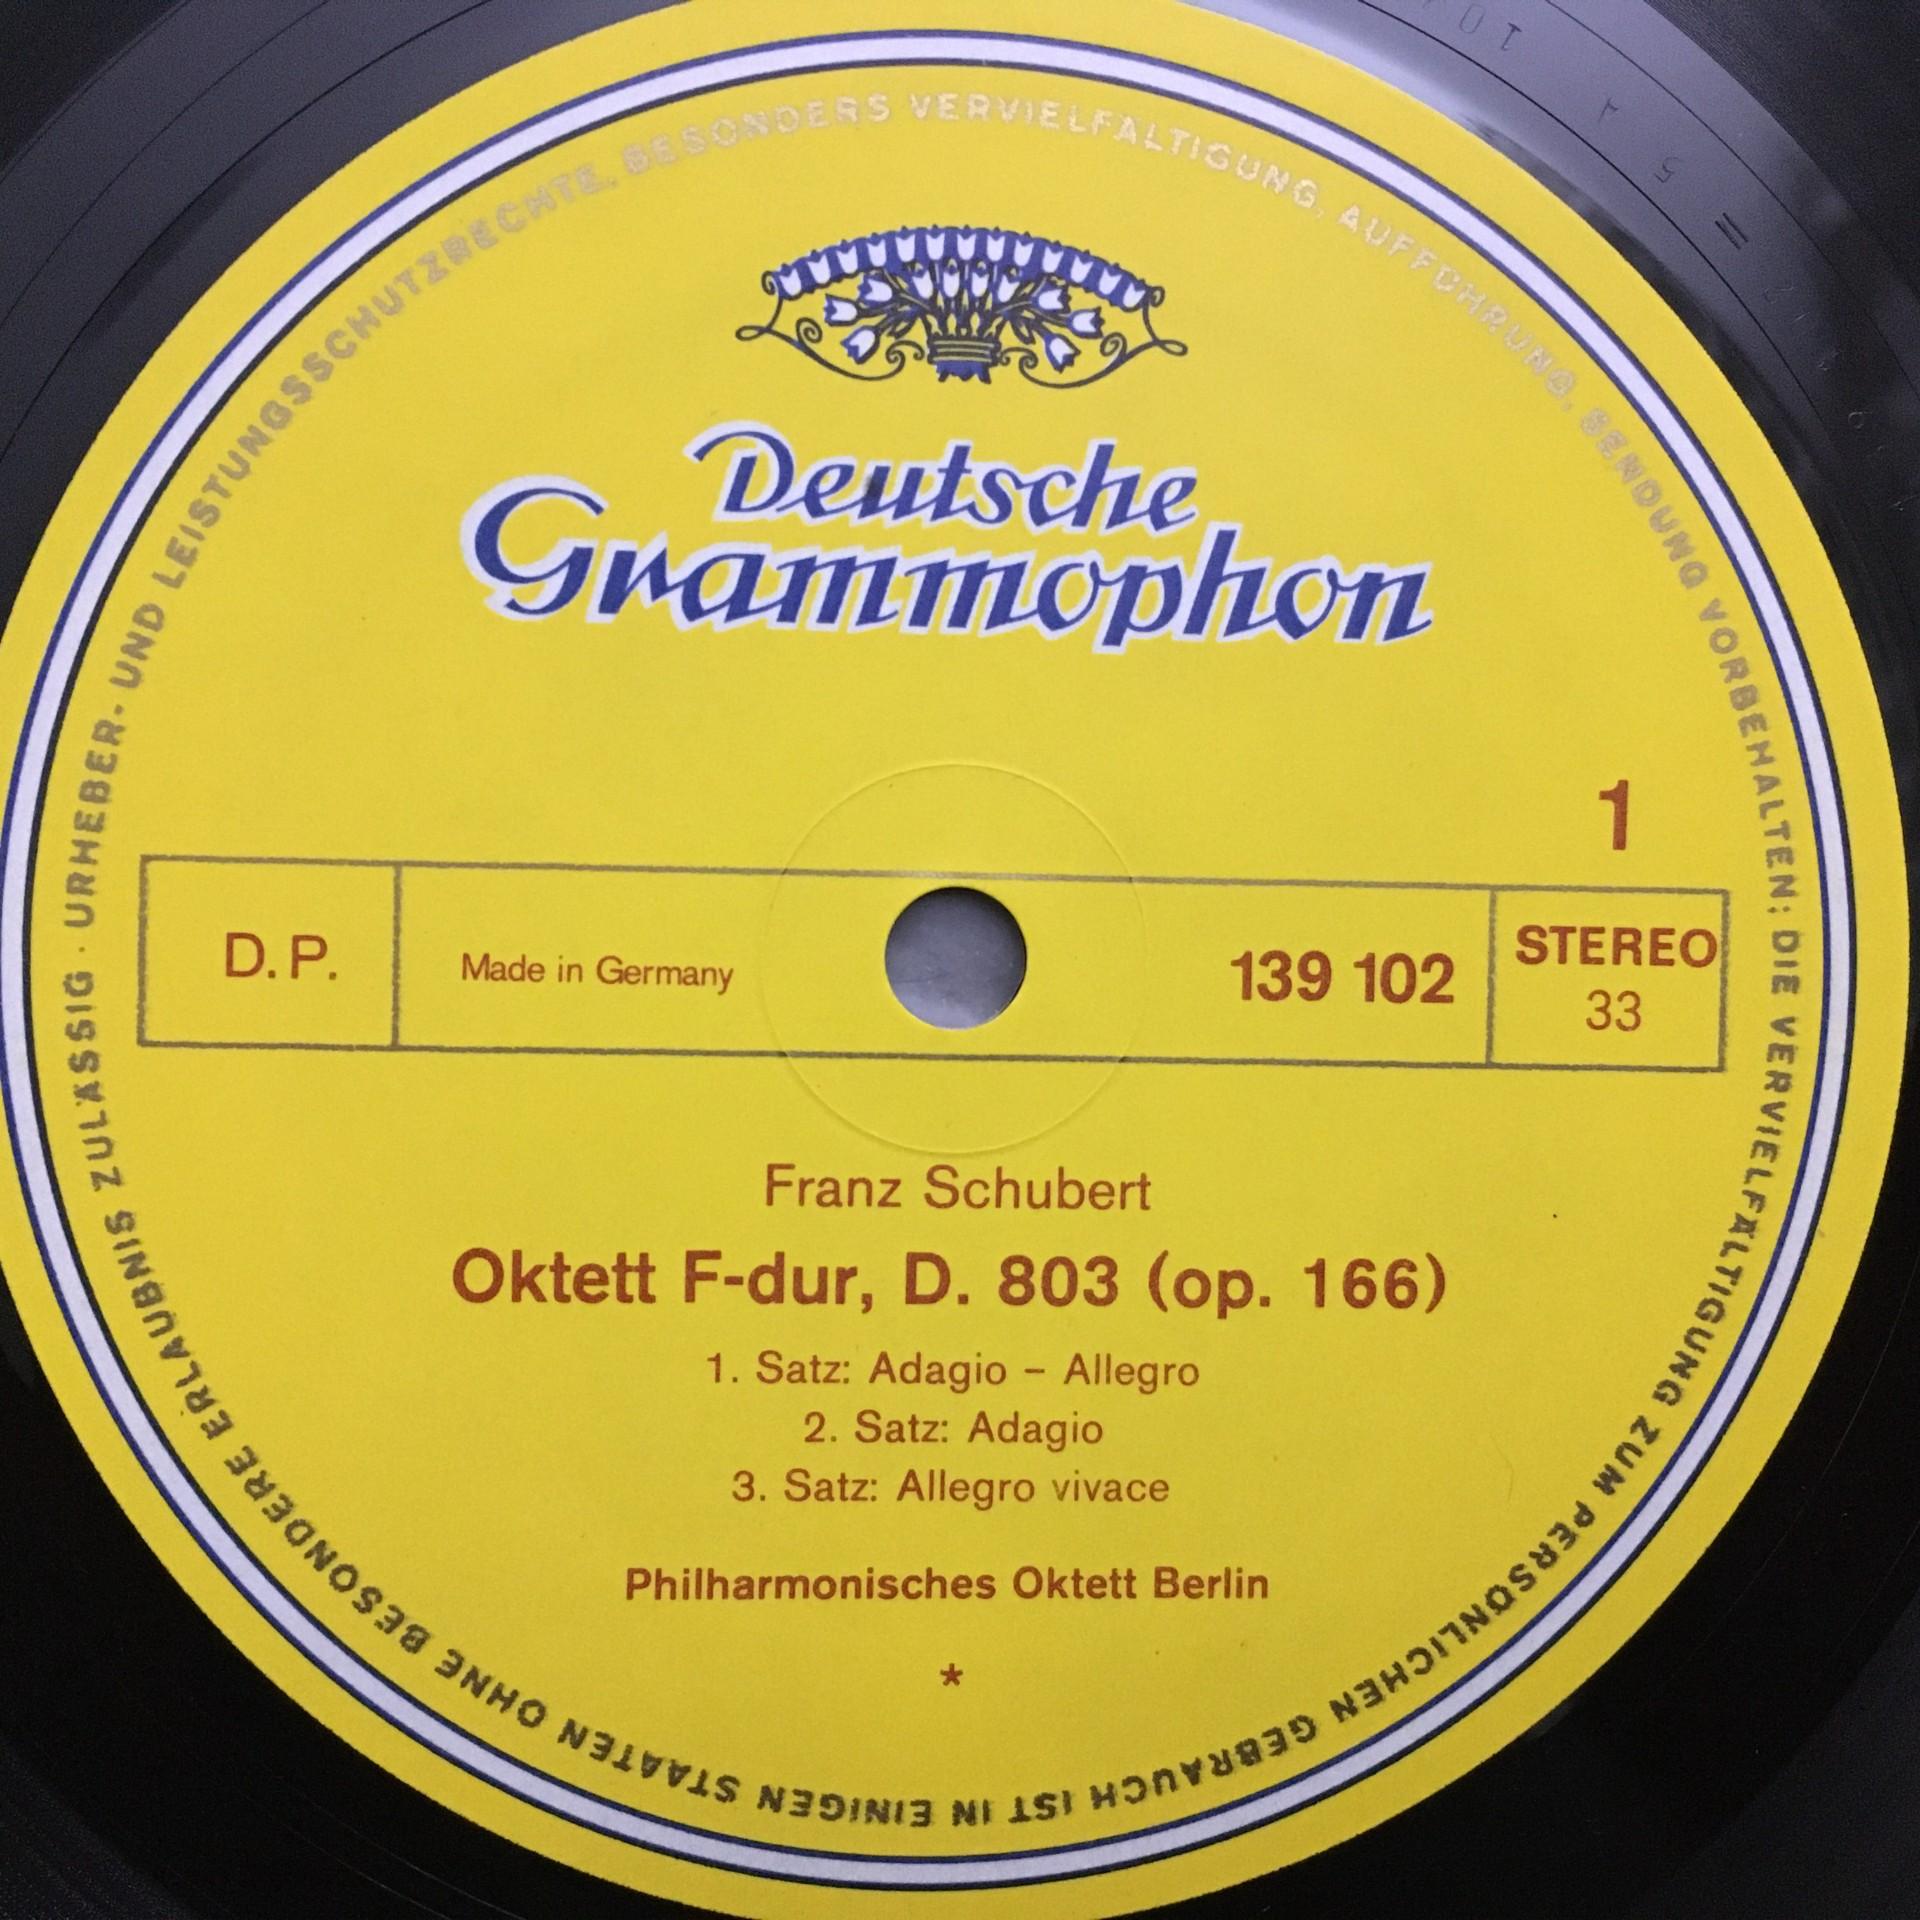 Deutsche
Grammophon
1
D. P.
Made in Germany
139 102
STEREO
33
Franz Schubert
Oktett F-dur, D. 803 (op. 166)
1. Satz: Adagio – Allegro
2. Satz: Adagio
3. Satz: Allegro vivace
Philharmonisches Oktett Berlin
*
URHEBER- UND LEISTUNGSSCHUTZRECHTE, BESONDERS VERVIELFÄLTIGUNG, AUFFÜHRUNG, SENDUNG VORBEHALTEN; DIE VERVIELFÄLTIGUNG ZUM PERSÖNLICHEN GEBRAUCH IST IN EINIGEN STAATEN OHNE BESONDERE ERLAUBNIS ZULÄSSIG ·